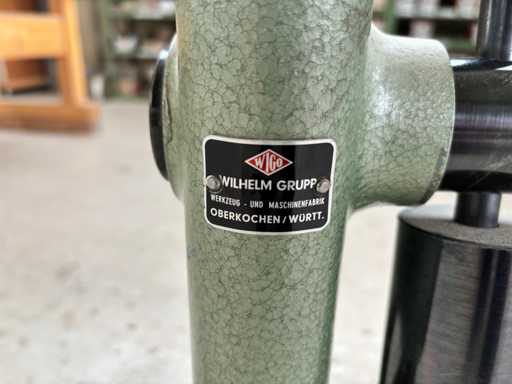 WIGO
WILHELM GRUPP
WERKZEUG - UND MASCHINENFABRIK
OBERKOCHEN/WÜRTT.